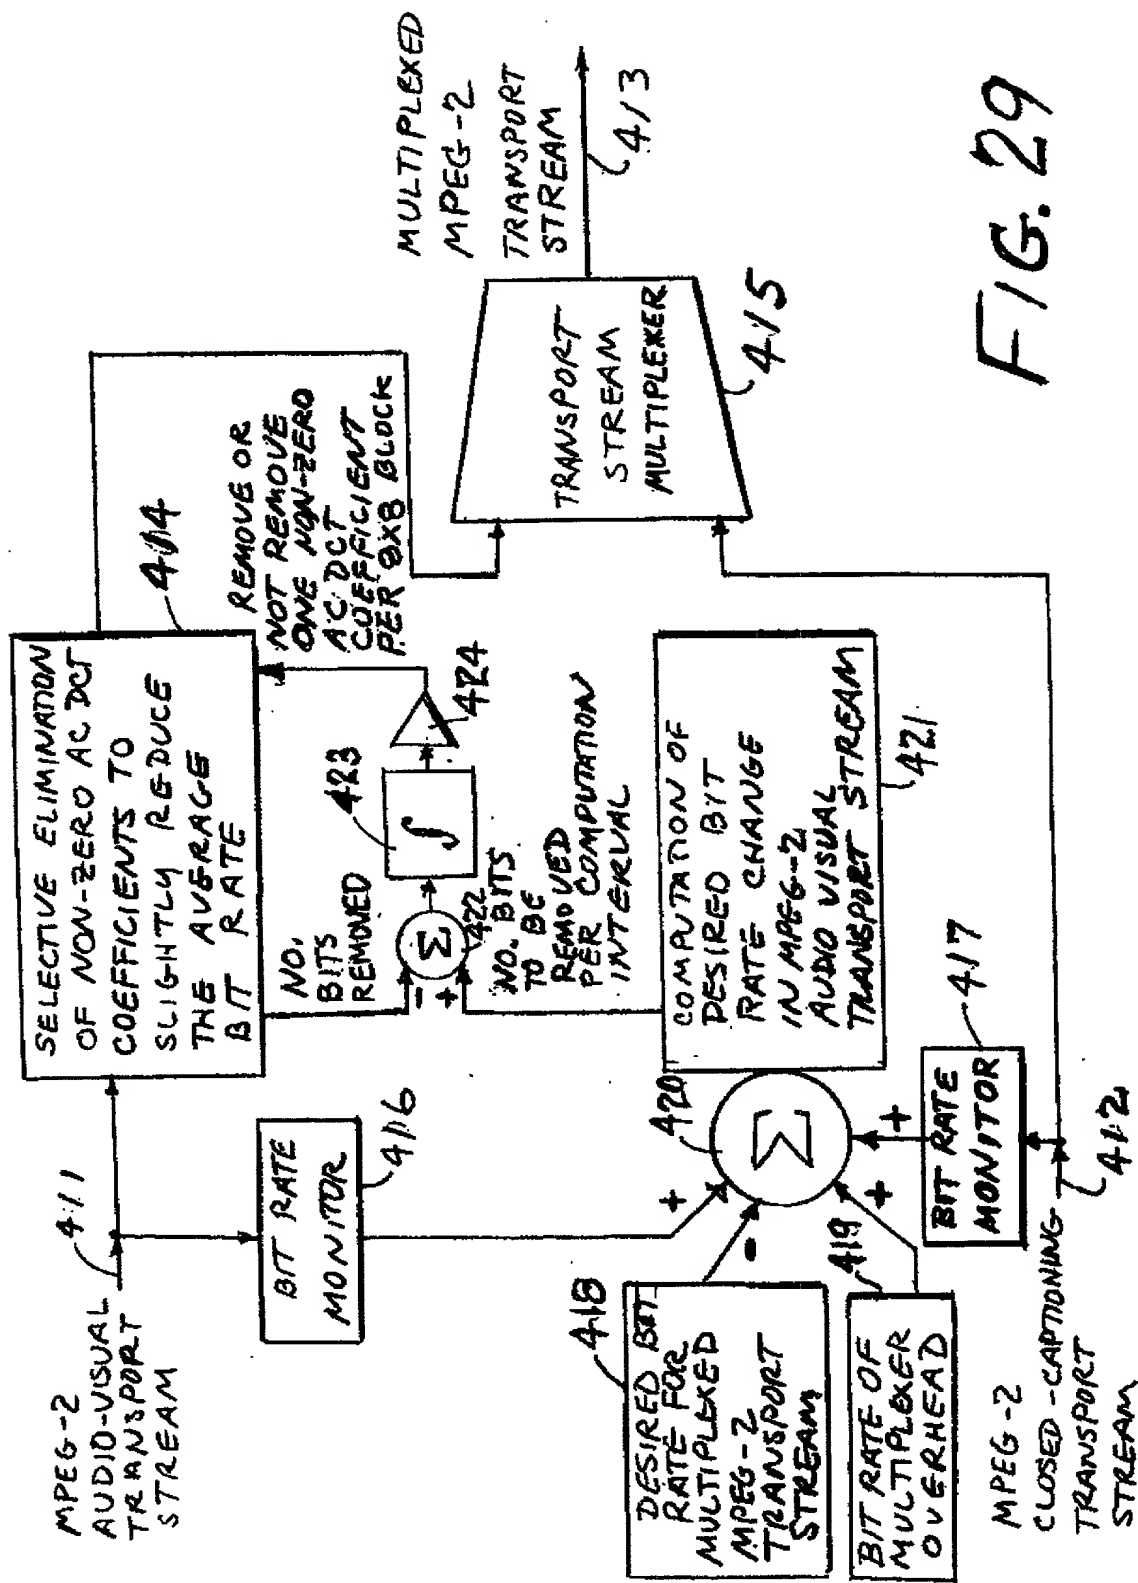 MPEG-2
AUDIO-VISUAL
TRANSPORT
STREAM
411
SELECTIVE ELIMINATION
OF NON-ZERO AC DCT
COEFFICIENTS TO
SLIGHTLY REDUCE
THE AVERAGE
BIT RATE
414
BIT RATE
MONITOR
416
NO.
BITS
REMOVED
423
∫
424
REMOVE OR
NOT REMOVE
ONE NON-ZERO
AC DCT
COEFFICIENT
PER 8X8 BLOCK
-
+
Σ
422
NO. BITS
TO BE
REMOVED
PER COMPUTATION
INTERVAL
MULTIPLEXED
MPEG-2
TRANSPORT
STREAM
413
TRANSPORT
STREAM
MULTIPLEXER
415
418
DESIRED BIT
RATE FOR
MULTIPLEXED
MPEG-2
TRANSPORT
STREAM
+
-
420
Σ
+
+
COMPUTATION OF
DESIRED BIT
RATE CHANGE
IN MPEG-2
AUDIO VISUAL
TRANSPORT STREAM
421
419
BIT RATE OF
MULTIPLEXER
OVERHEAD
BIT RATE
MONITOR
417
MPEG-2
CLOSED-CAPTIONING
TRANSPORT
STREAM
412
FIG. 29